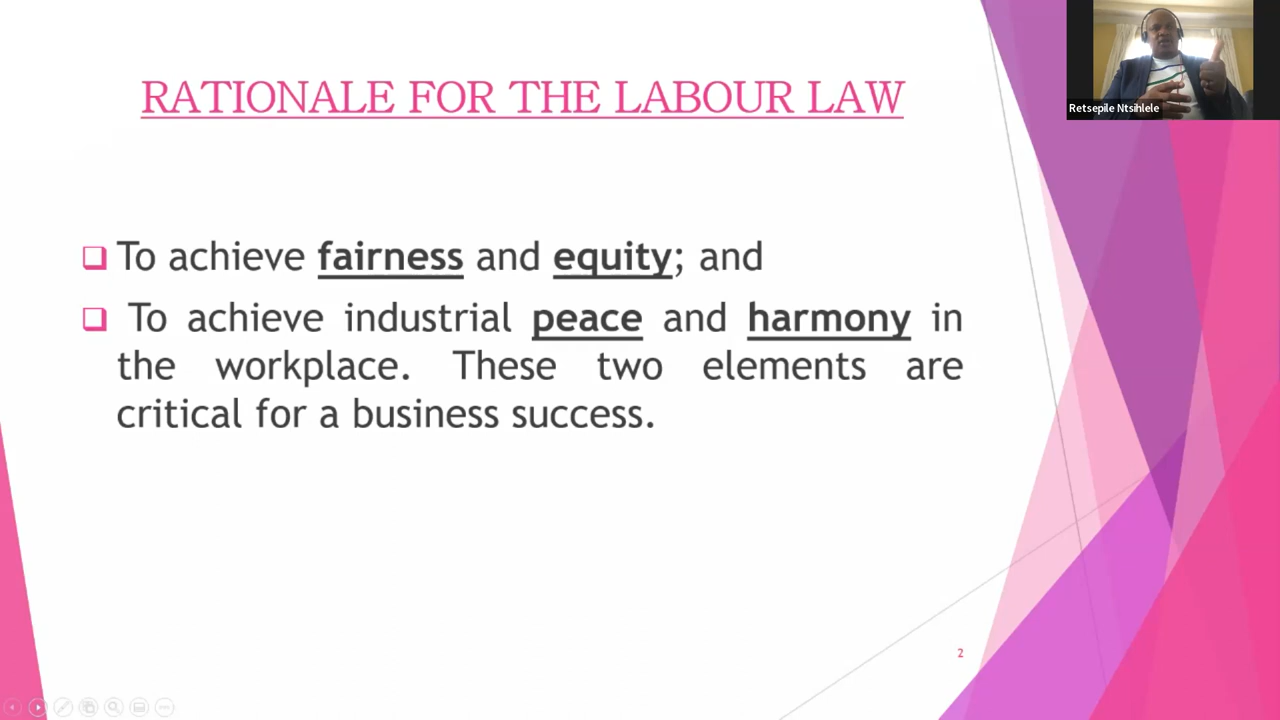 RATIONALE FOR THE LABOUR LAW
To achieve fairness and equity; and
To achieve industrial peace and harmony in
the workplace. These two elements are
critical for a business success.
2
Retsepile Ntsihlele